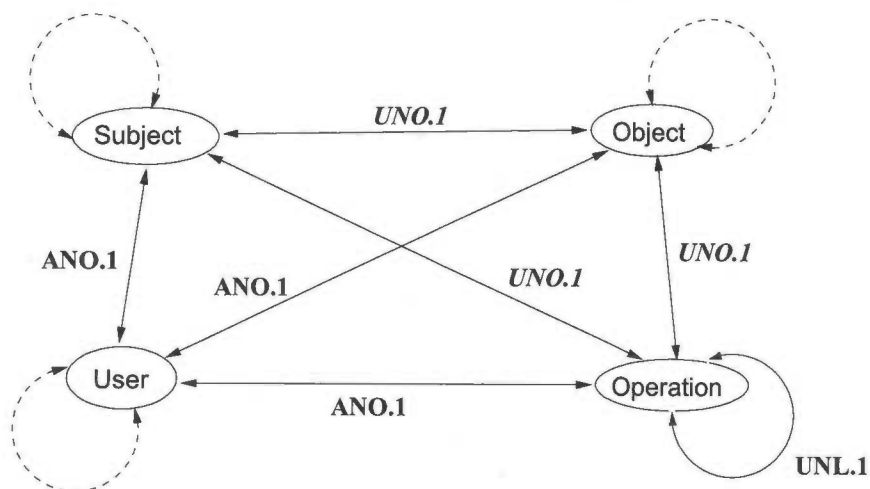 Subject
UNO.1
Object
ANO.1
ANO.1
UNO.1
UNO.1
User
ANO.1
Operation
UNL.1